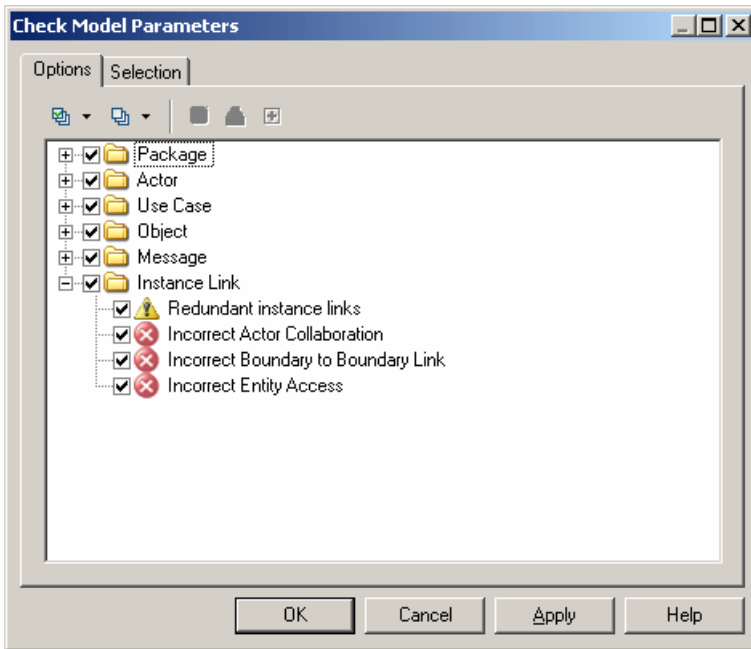 Check Model Parameters
Options
Selection
Package
Actor
Use Case
Object
Message
Instance Link
Redundant instance links
Incorrect Actor Collaboration
Incorrect Boundary to Boundary Link
Incorrect Entity Access
OK
Cancel
Apply
Help